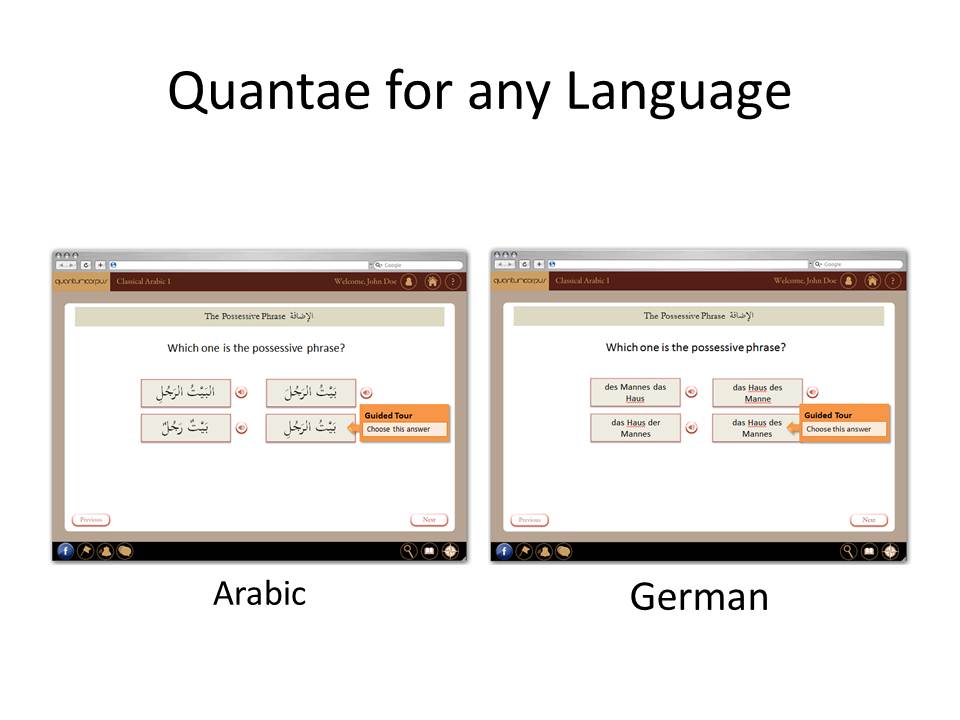 Quantae for any Language
Google
quantumcorpus Classical Arabic 1 Welcome, John Doe ?
The Possessive Phrase الإضافة
Which one is the possessive phrase?
البَيْتُ الرَجُلِ
بَيْتُ الرَجُلَ
بَيْتٌ رَجُلٌ
بَيْتُ الرَجُلِ
Guided Tour
Choose this answer
Previous Next
f
Arabic
Google
quantumcorpus Classical Arabic 1 Welcome, John Doe ?
The Possessive Phrase الإضافة
Which one is the possessive phrase?
des Mannes das
Haus
das Haus des
Manne
das Haus der
Mannes
das Haus des
Mannes
Guided Tour
Choose this answer
Previous Next
f
German